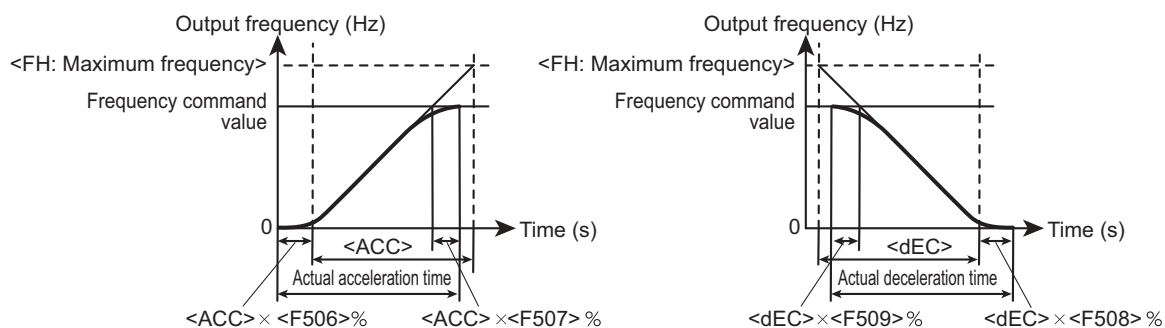 Output frequency (Hz)
<FH: Maximum frequency>
Frequency command
value
0
Time (s)
<ACC>
Actual acceleration time
<ACC> × <F506> %
<ACC> × <F507> %
Output frequency (Hz)
<FH: Maximum frequency>
Frequency command
value
0
Time (s)
<dEC>
Actual deceleration time
<dEC> × <F509> %
<dEC> × <F508> %